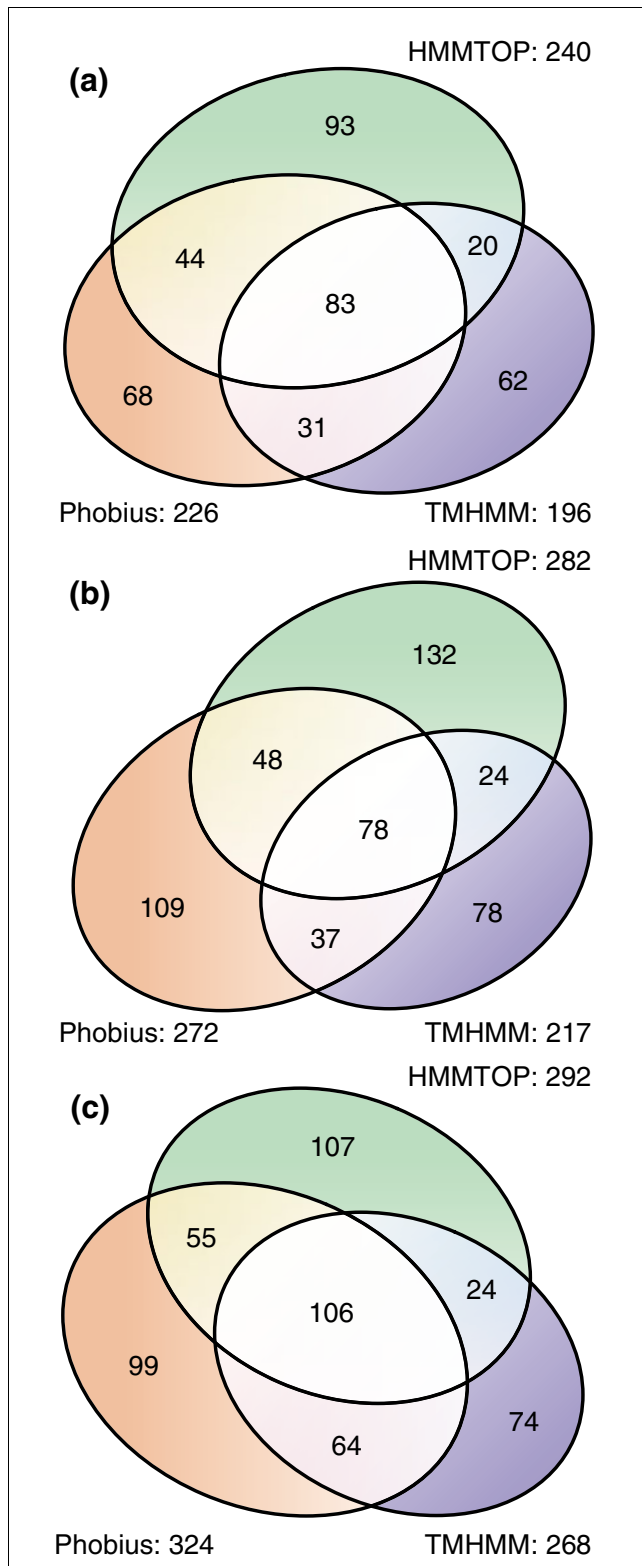 HMMTOP: 240
(a)
93
20
44
83
62
68
31
Phobius: 226 TMHMM: 196
HMMTOP: 282
(b)
132
48
24
78
109
78
37
Phobius: 272 TMHMM: 217
HMMTOP: 292
(c)
107
55
24
106
99
74
64
Phobius: 324 TMHMM: 268